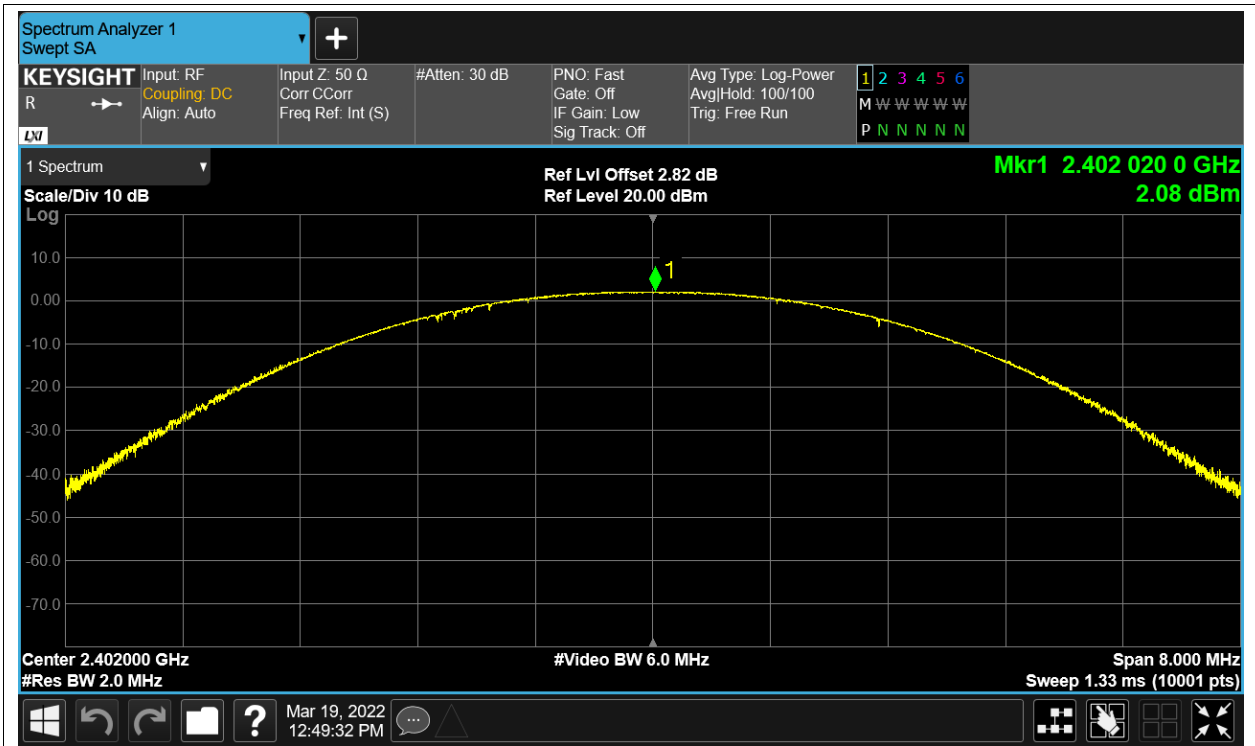 Spectrum Analyzer 1
Swept SA
KEYSIGHT
R
LXI
Input: RF
Coupling: DC
Align: Auto
Input Z: 50 Ω
Corr CCorr
Freq Ref: Int (S)
#Atten: 30 dB
PNO: Fast
Gate: Off
IF Gain: Low
Sig Track: Off
Avg Type: Log-Power
Avg|Hold: 100/100
Trig: Free Run
1 2 3 4 5 6
M W W W W W
P N N N N N
1 Spectrum
Scale/Div 10 dB
Log
Ref Lvl Offset 2.82 dB
Ref Level 20.00 dBm
Mkr1 2.402 020 0 GHz
2.08 dBm
10.0
1
0.00
-10.0
-20.0
-30.0
-40.0
-50.0
-60.0
-70.0
Center 2.402000 GHz
#Res BW 2.0 MHz
#Video BW 6.0 MHz
Span 8.000 MHz
Sweep 1.33 ms (10001 pts)
?
Mar 19, 2022
12:49:32 PM